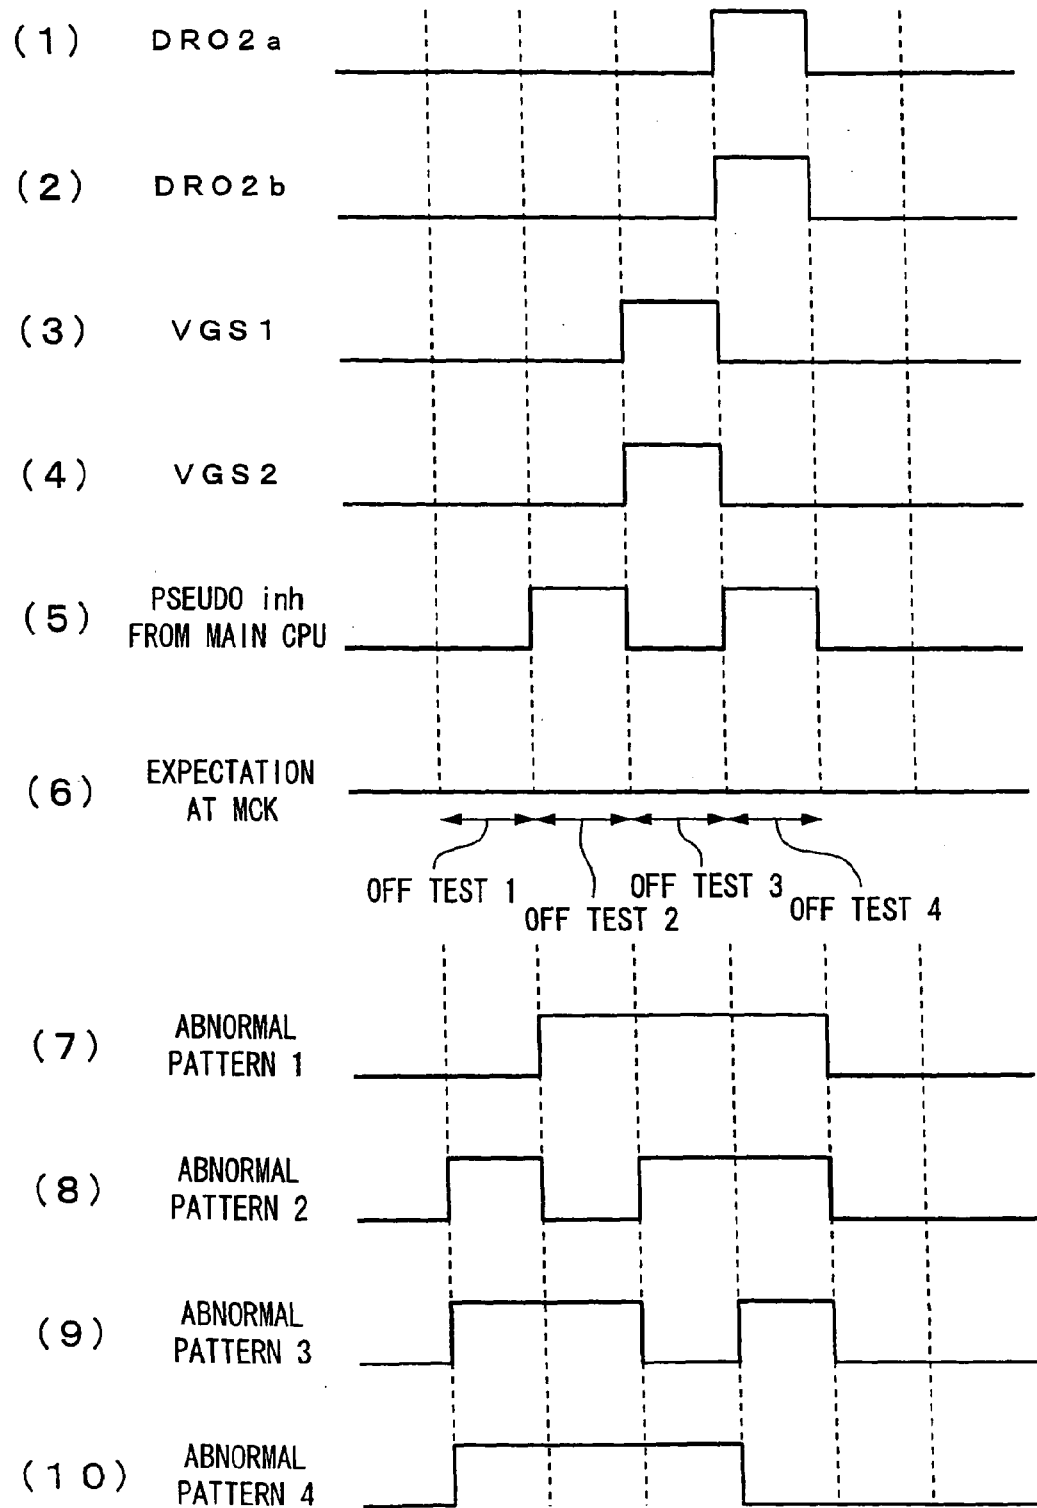 (1) DRO2a
(2) DRO2b
(3) VGS1
(4) VGS2
(5) PSEUDO inh
FROM MAIN CPU
(6) EXPECTATION
AT MCK
OFF TEST 1
OFF TEST 2
OFF TEST 3
OFF TEST 4
(7) ABNORMAL
PATTERN 1
(8) ABNORMAL
PATTERN 2
(9) ABNORMAL
PATTERN 3
(10) ABNORMAL
PATTERN 4